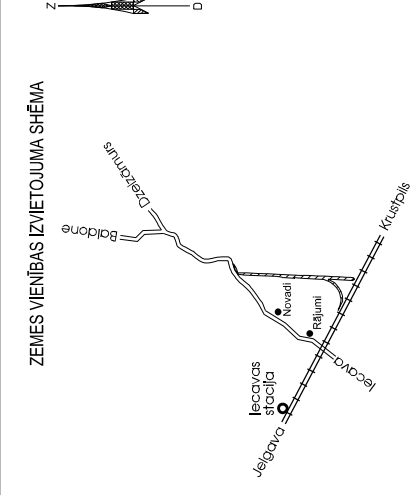 ZEMES VIENĪBAS IZVIETOJUMA SHĒMA
Z
D
Dzelzāmurs
Baldone
Novadi
Rājumi
Krustpils
Iecava
Iecavas
stacija
Jelgava